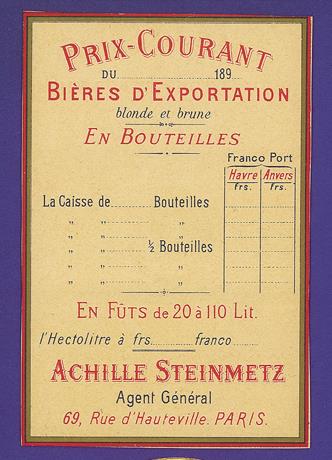 PRIX-COURANT
DU 189
BIÈRES D'EXPORTATION
blonde et brune
EN BOUTEILLES
Franco Port
Havre Anvers
frs. frs.
La Caisse de Bouteilles
„ „ „
„ „ ½ Bouteilles
„ „ „
EN FÛTS de 20 à 110 Lit.
l'Hectolitre à frs. franco
ACHILLE STEINMETZ
Agent Général
69, Rue d'Hauteville. PARIS.